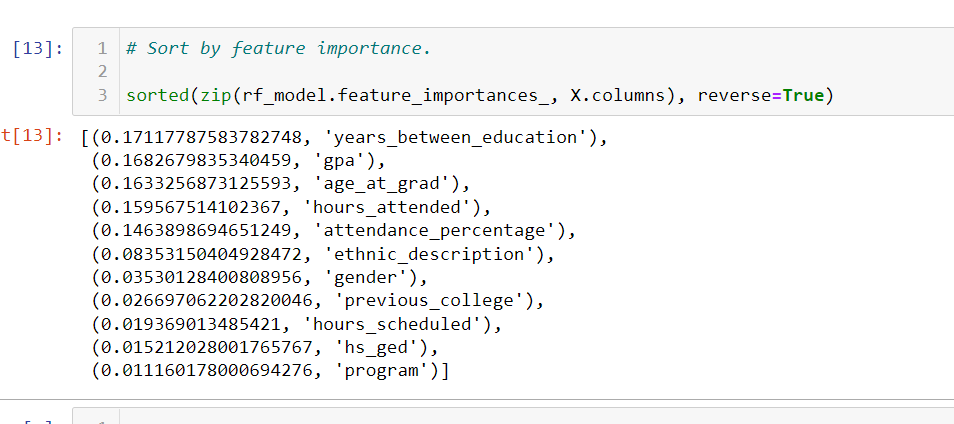 [13]:
1 # Sort by feature importance.
2
3 sorted(zip(rf_model.feature_importances_, X.columns), reverse=True)
t[13]: [(0.17117787583782748, 'years_between_education'),
(0.1682679835340459, 'gpa'),
(0.1633256873125593, 'age_at_grad'),
(0.159567514102367, 'hours_attended'),
(0.1463898694651249, 'attendance_percentage'),
(0.08353150404928472, 'ethnic_description'),
(0.03530128400808956, 'gender'),
(0.026697062202820046, 'previous_college'),
(0.019369013485421, 'hours_scheduled'),
(0.015212028001765767, 'hs_ged'),
(0.011160178000694276, 'program')]